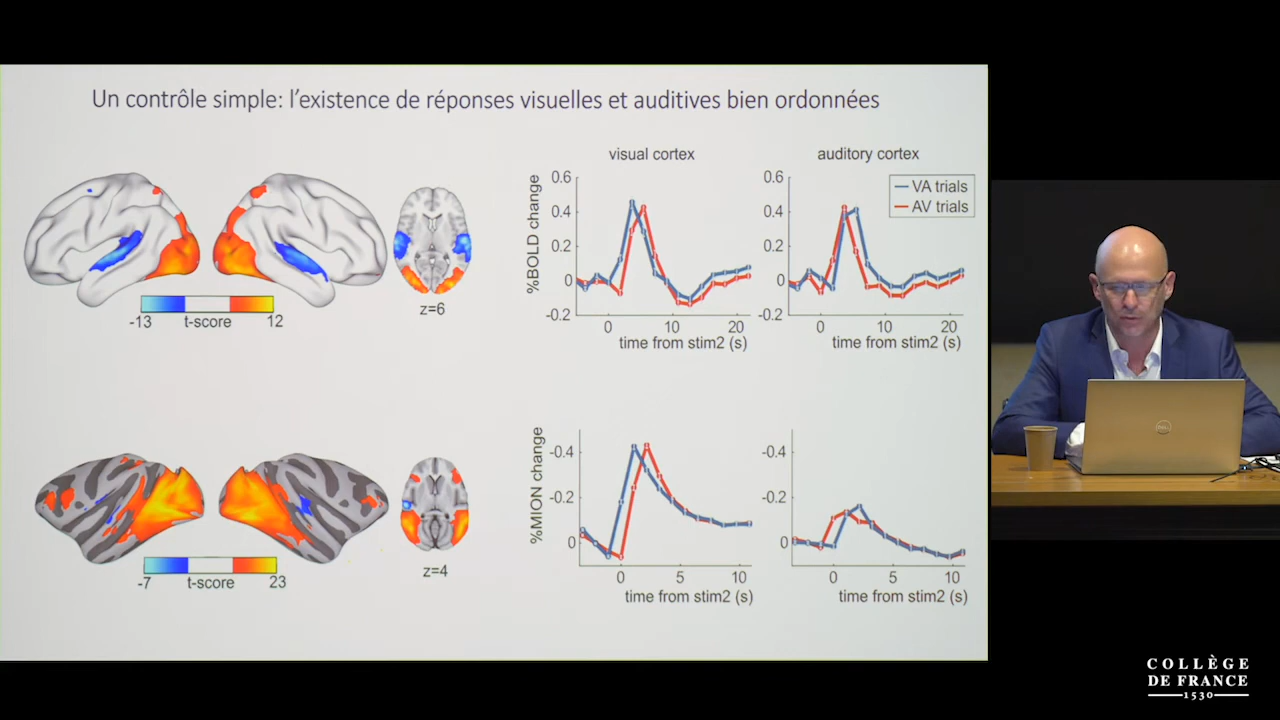 Un contrôle simple: l'existence de réponses visuelles et auditives bien ordonnées
visual cortex
auditory cortex
VA trials
AV trials
%BOLD change
0.6
0.4
0.2
0
-0.2
0 10 20
time from stim2 (s)
0.6
0.4
0.2
0
-0.2
0 10 20
time from stim2 (s)
-13 t-score 12
z=6
%MION change
-0.4
-0.2
0
0 5 10
time from stim2 (s)
-0.4
-0.2
0
0 5 10
time from stim2 (s)
-7 t-score 23
z=4
DELL
COLLÈGE
DE FRANCE
1530